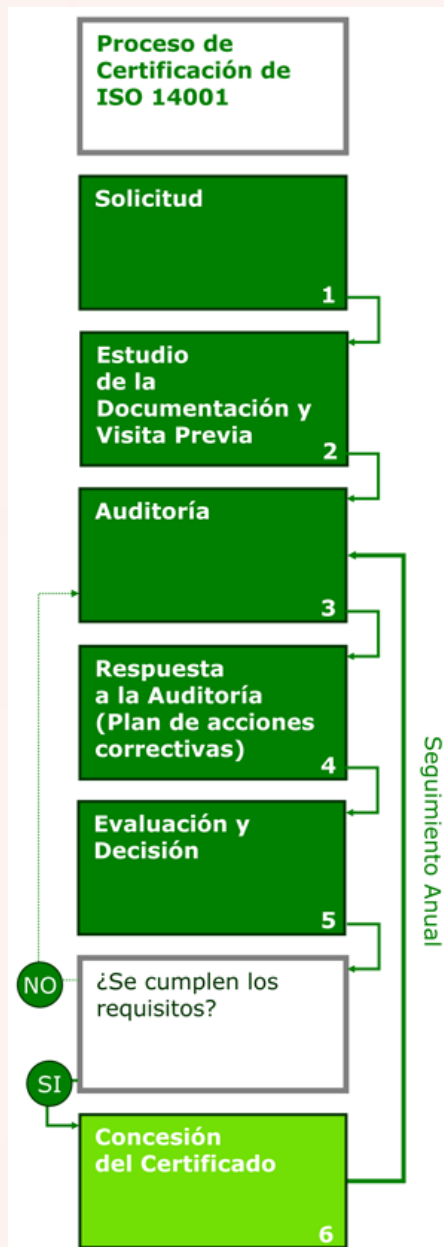 Proceso de
Certificación de
ISO 14001
Solicitud
1
Estudio
de la
Documentación y
Visita Previa
2
Auditoría
3
Respuesta
a la Auditoría
(Plan de acciones
correctivas)
4
Evaluación y
Decisión
5
¿Se cumplen los
requisitos?
NO
SI
Concesión
del Certificado
6
Seguimiento Anual